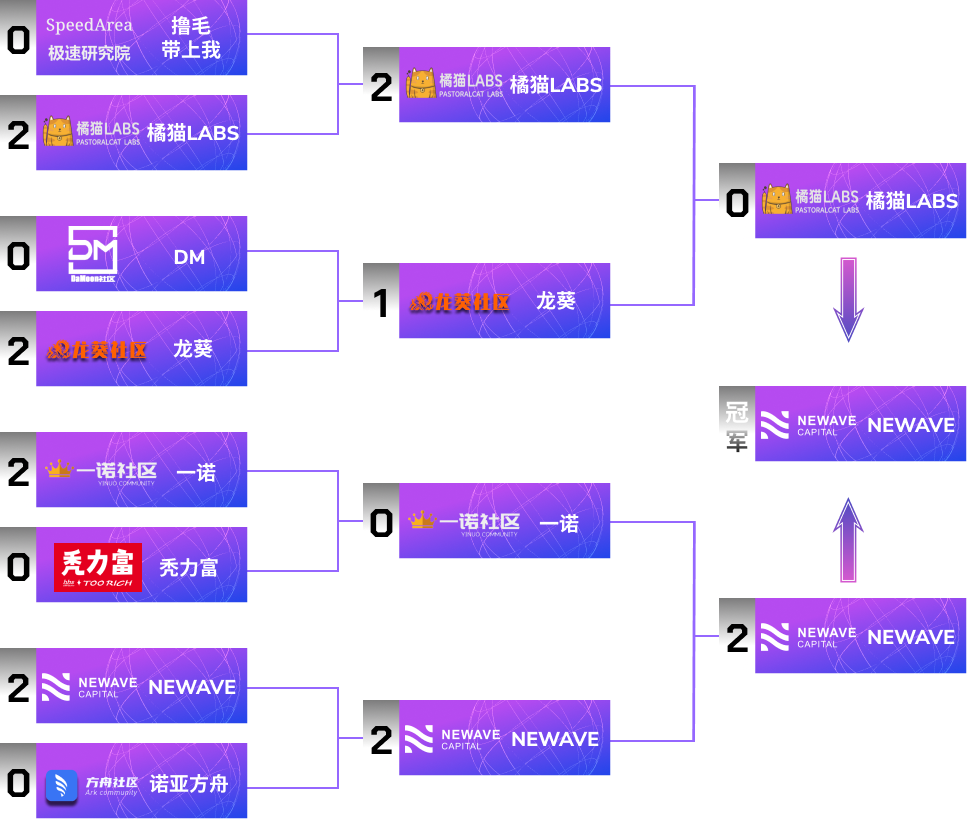 0
SpeedArea
极速研究院
撸毛
带上我
2
橘猫LABS
PASTORALCAT LABS
橘猫LABS
0
DM
DaMoon社区
DM
2
龙葵社区
龙葵
2
一诺社区
YINUO COMMUNITY
一诺
0
秃力富
hhs
TOO RICH
秃力富
2
NEWAVE
CAPITAL
NEWAVE
0
方舟社区
Ark community
诺亚方舟
2
橘猫LABS
PASTORALCAT LABS
橘猫LABS
1
龙葵社区
龙葵
0
一诺社区
YINUO COMMUNITY
一诺
2
NEWAVE
CAPITAL
NEWAVE
0
橘猫LABS
PASTORALCAT LABS
橘猫LABS
冠
军
NEWAVE
CAPITAL
NEWAVE
2
NEWAVE
CAPITAL
NEWAVE